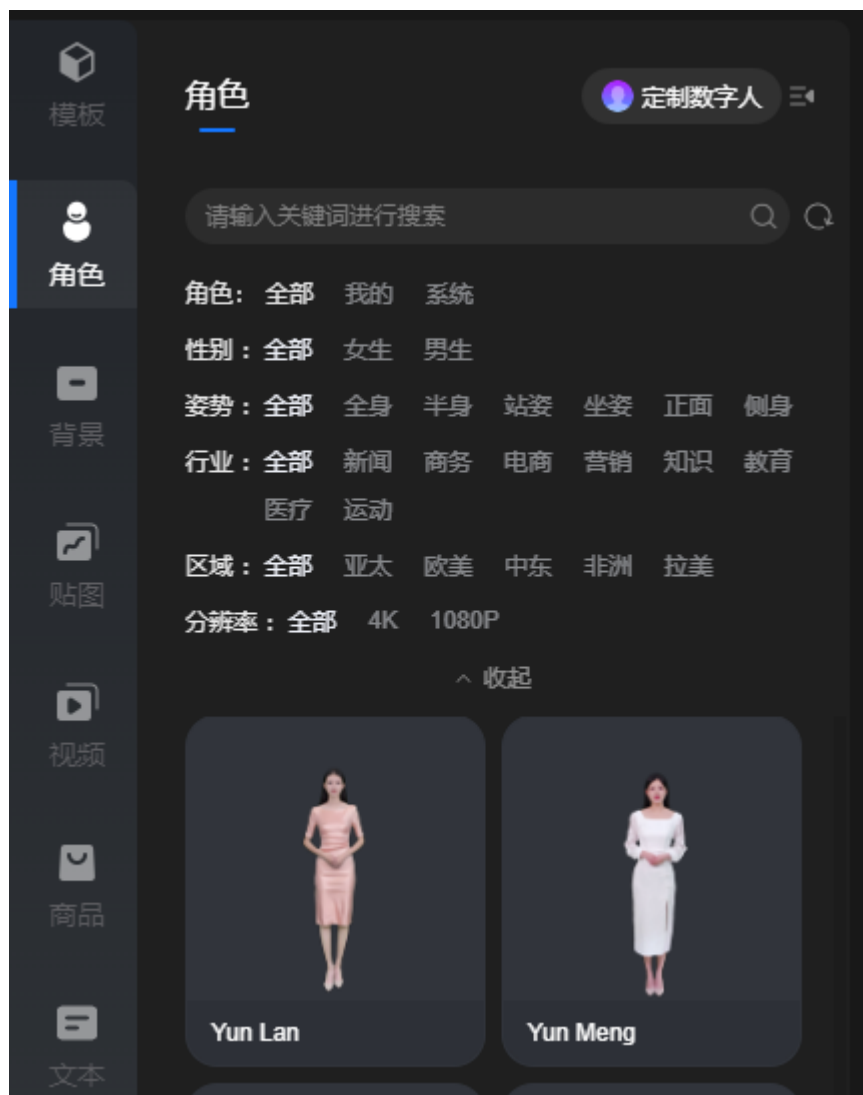 模板
角色
背景
贴图
视频
商品
文本
角色
定制数字人
请输入关键词进行搜索
角色： 全部 我的 系统
性别： 全部 女生 男生
姿势： 全部 全身 半身 站姿 坐姿 正面 侧身
行业： 全部 新闻 商务 电商 营销 知识 教育
医疗 运动
区域： 全部 亚太 欧美 中东 非洲 拉美
分辨率： 全部 4K 1080P
收起
Yun Lan
Yun Meng